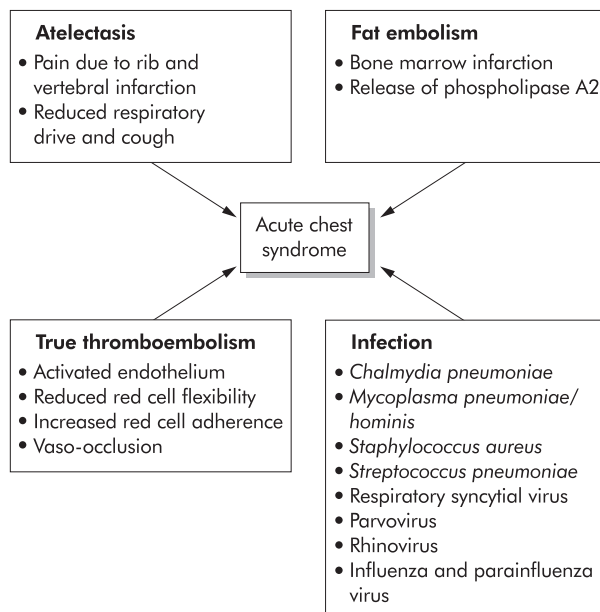 Atelectasis
• Pain due to rib and
vertebral infarction
• Reduced respiratory
drive and cough
Fat embolism
• Bone marrow infarction
• Release of phospholipase A2
Acute chest
syndrome
True thromboembolism
• Activated endothelium
• Reduced red cell flexibility
• Increased red cell adherence
• Vaso-occlusion
Infection
• Chalmydia pneumoniae
• Mycoplasma pneumoniae/
hominis
• Staphylococcus aureus
• Streptococcus pneumoniae
• Respiratory syncytial virus
• Parvovirus
• Rhinovirus
• Influenza and parainfluenza
virus